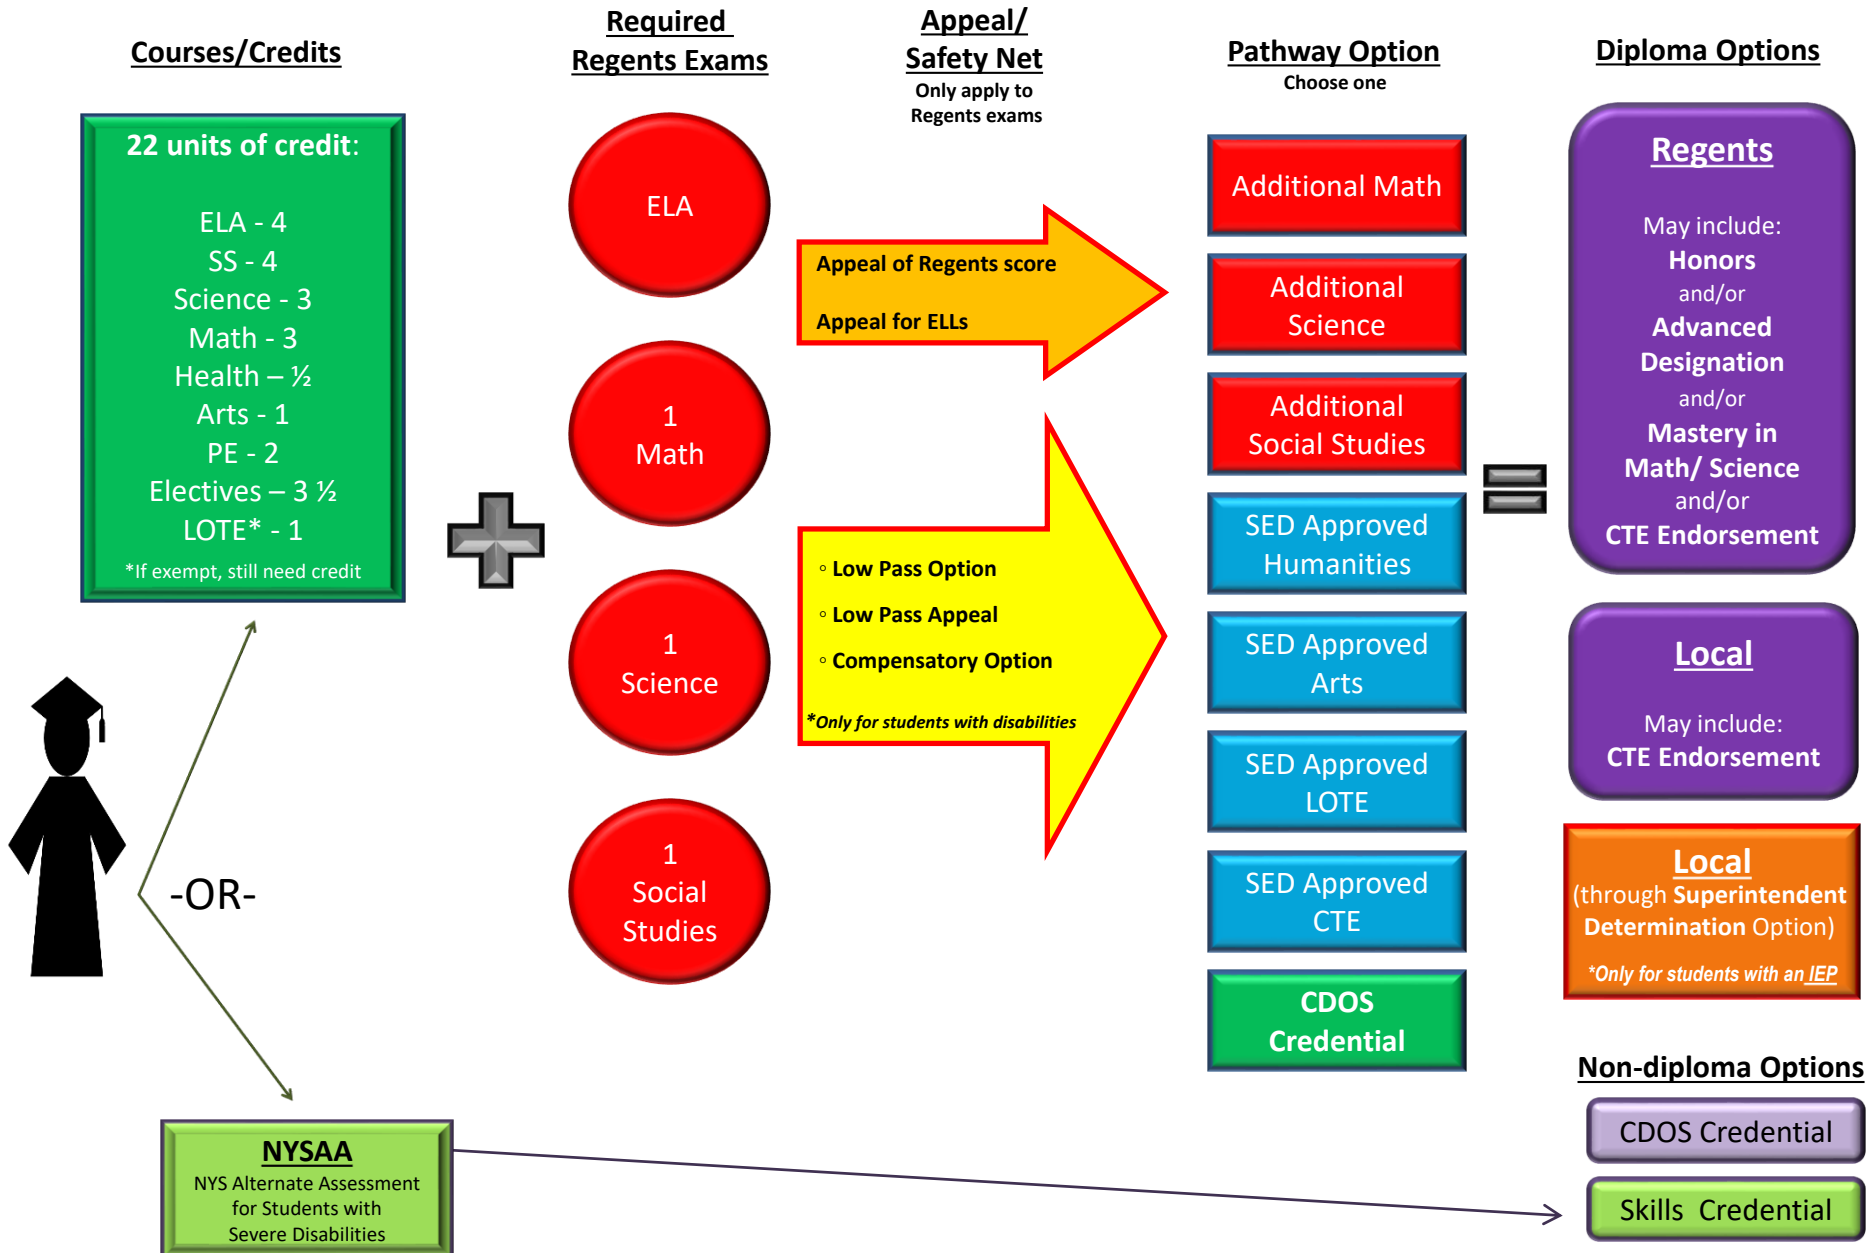 Courses/Credits
22 units of credit:
ELA - 4
SS - 4
Science - 3
Math - 3
Health – ½
Arts - 1
PE - 2
Electives – 3 ½
LOTE* - 1
*If exempt, still need credit
-OR-
NYSAA
NYS Alternate Assessment
for Students with
Severe Disabilities
Required
Regents Exams
ELA
1
Math
1
Science
1
Social
Studies
Appeal/
Safety Net
Only apply to
Regents exams
Appeal of Regents score
Appeal for ELLs
◦ Low Pass Option
◦ Low Pass Appeal
◦ Compensatory Option
*Only for students with disabilities
Pathway Option
Choose one
Additional Math
Additional
Science
Additional
Social Studies
SED Approved
Humanities
SED Approved
Arts
SED Approved
LOTE
SED Approved
CTE
CDOS
Credential
Diploma Options
Regents
May include:
Honors
and/or
Advanced
Designation
and/or
Mastery in
Math/ Science
and/or
CTE Endorsement
Local
May include:
CTE Endorsement
Local
(through Superintendent
Determination Option)
*Only for students with an IEP
Non-diploma Options
CDOS Credential
Skills Credential